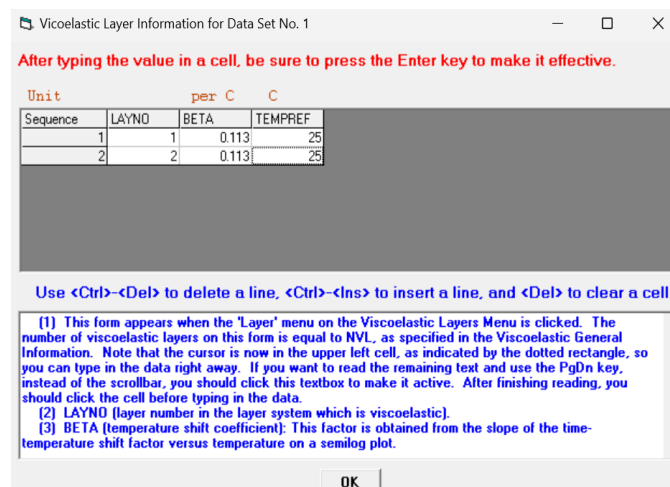 Vicoelastic Layer Information for Data Set No. 1
After typing the value in a cell, be sure to press the Enter key to make it effective.
Unit per C C
Sequence LAYNO BETA TEMPREF
1 1 0.113 25
2 2 0.113 25
Use <Ctrl>-<Del> to delete a line, <Ctrl>-<Ins> to insert a line, and <Del> to clear a cell
(1) This form appears when the 'Layer' menu on the Viscoelastic Layers Menu is clicked. The
number of viscoelastic layers on this form is equal to NVL, as specified in the Viscoelastic General
Information. Note that the cursor is now in the upper left cell, as indicated by the dotted rectangle, so
you can type in the data right away. If you want to read the remaining text and use the PgDn key,
instead of the scrollbar, you should click this textbox to make it active. After finishing reading, you
should click the cell before typing in the data.
(2) LAYNO (layer number in the layer system which is viscoelastic).
(3) BETA (temperature shift coefficient): This factor is obtained from the slope of the time-
temperature shift factor versus temperature on a semilog plot.
OK